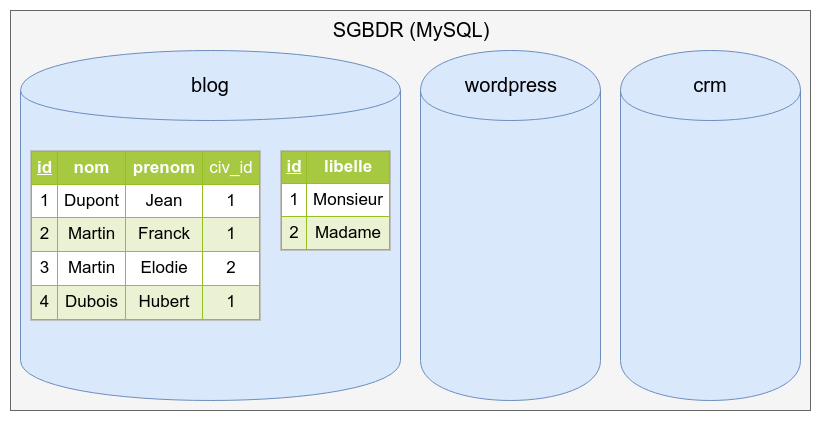 SGBDR (MySQL)
blog
wordpress
crm
id nom prenom civ_id
1 Dupont Jean 1
2 Martin Franck 1
3 Martin Elodie 2
4 Dubois Hubert 1
id libelle
1 Monsieur
2 Madame